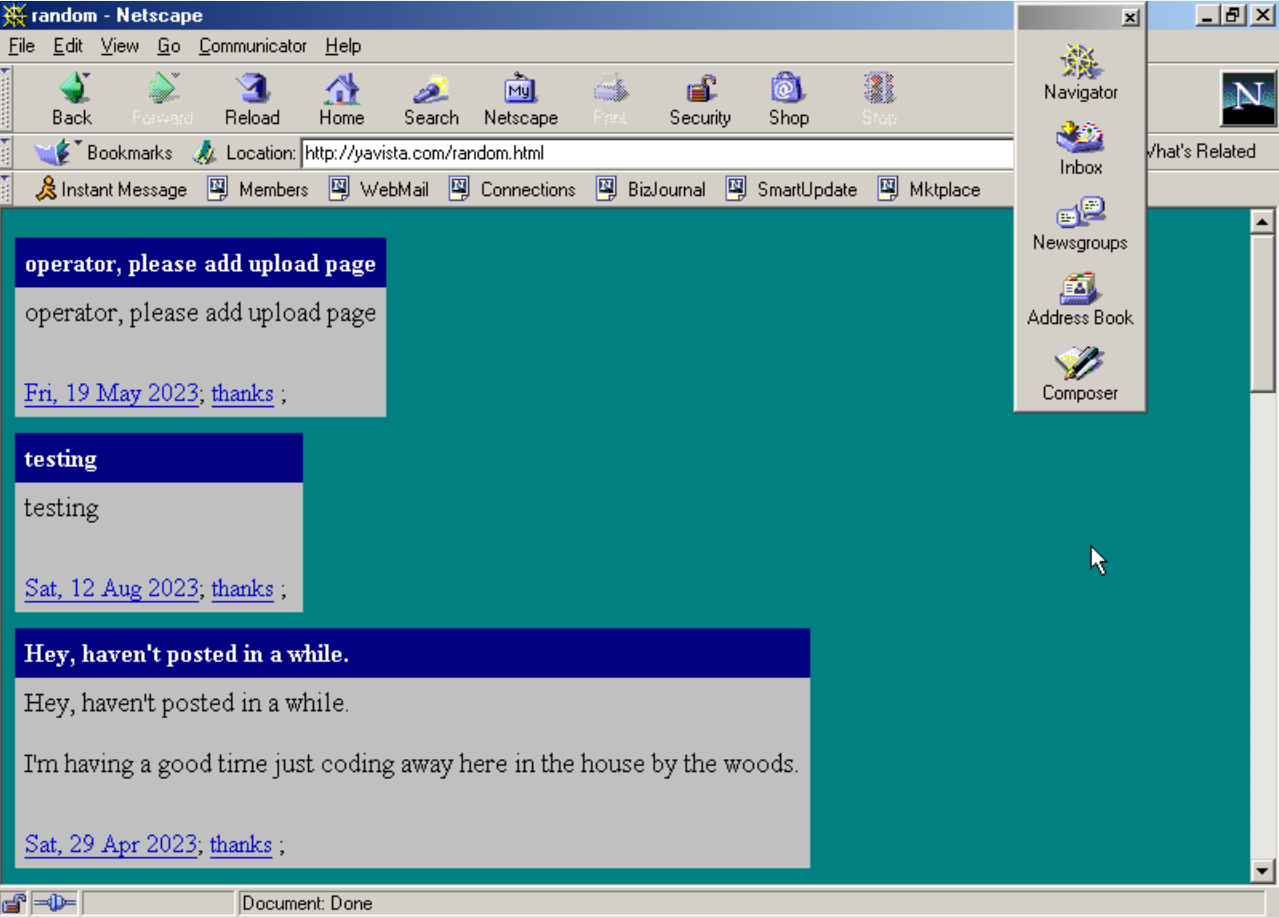 random - Netscape
File Edit View Go Communicator Help
Back Forward Reload Home Search My Netscape Print Security Shop Stop N
Bookmarks Location: http://yavista.com/random.html What's Related
Instant Message Members WebMail Connections BizJournal SmartUpdate Mktplace
Navigator
Inbox
Newsgroups
Address Book
Composer
operator, please add upload page
operator, please add upload page
Fri, 19 May 2023; thanks ;
testing
testing
Sat, 12 Aug 2023; thanks ;
Hey, haven't posted in a while.
Hey, haven't posted in a while.
I'm having a good time just coding away here in the house by the woods.
Sat, 29 Apr 2023; thanks ;
Document: Done